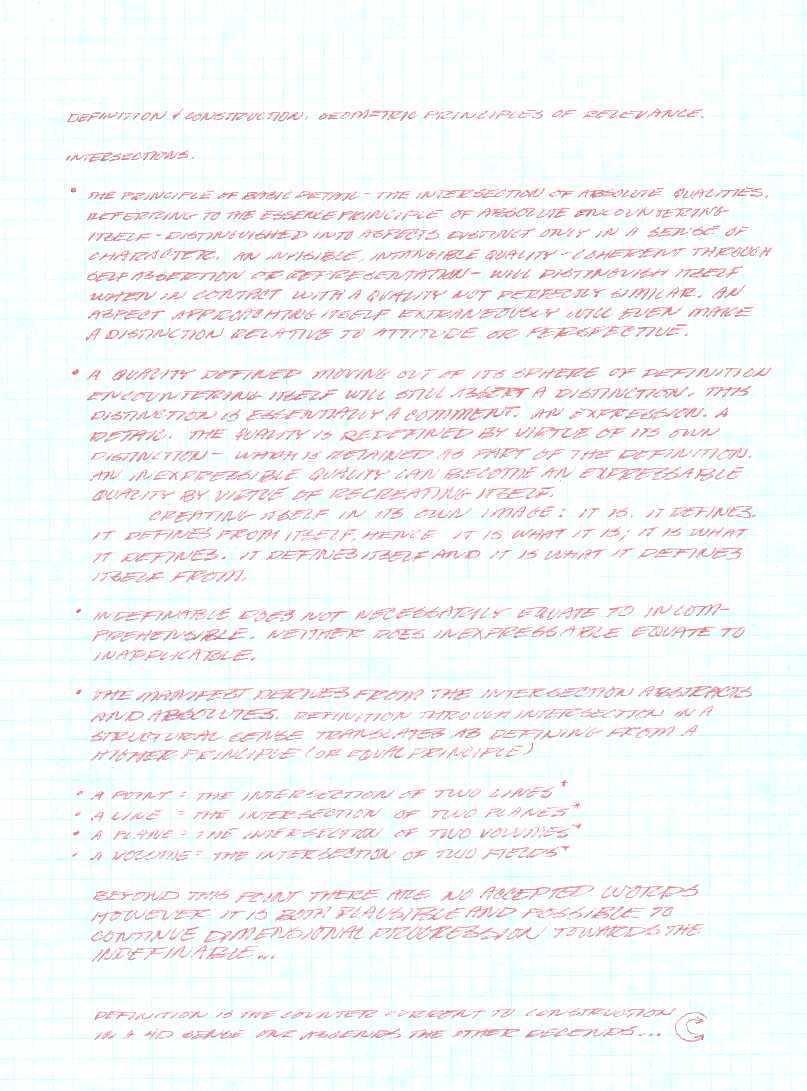 DEFINITION & CONSTRUCTION. GEOMETRIC PRINCIPLES OF RELEVANCE.
INTERSECTIONS.
• THE PRINCIPLE OF BASIC DETAIL - THE INTERSECTION OF ABSOLUTE QUALITIES.
REFERRING TO THE ESSENCE PRINCIPLE OF ABSOLUTE ENCOUNTERING
ITSELF - DISTINGUISHED INTO ASPECTS DISTINCT ONLY IN A SENSE OF
CHARACTER. AN INVISIBLE, INTANGIBLE QUALITY - COHERENT THROUGH
SELF ASSERTION OR REPRESENTATION - WILL DISTINGUISH ITSELF
WHEN IN CONTACT WITH A QUALITY NOT PERFECTLY SIMILAR. AN
ASPECT APPROACHING ITSELF EXTRANEOUSLY WILL EVEN MAKE
A DISTINCTION RELATIVE TO ATTITUDE OR PERSPECTIVE.
• A QUALITY DEFINED MOVING OUT OF ITS SPHERE OF DEFINITION
ENCOUNTERING ITSELF WILL STILL ASSERT A DISTINCTION. THIS
DISTINCTION IS ESSENTIALLY A COMMENT. AN EXPRESSION. A
DETAIL. THE QUALITY IS REDEFINED BY VIRTUE OF ITS OWN
DISTINCTION - WHICH IS RETAINED AS PART OF THE DEFINITION.
AN INEXPRESSIBLE QUALITY CAN BECOME AN EXPRESSABLE
QUALITY BY VIRTUE OF RECREATING ITSELF.
CREATING ITSELF IN ITS OWN IMAGE: IT IS. IT DEFINES.
IT DEFINES FROM ITSELF, HENCE IT IS WHAT IT IS; IT IS WHAT
IT DEFINES. IT DEFINES ITSELF AND IT IS WHAT IT DEFINES
ITSELF FROM.
• INDEFINABLE DOES NOT NECESSARILY EQUATE TO INCOM-
PREHENSIBLE. NEITHER DOES INEXPRESSABLE EQUATE TO
INAPPLICABLE.
• THE MANIFEST DERIVES FROM THE INTERSECTION ABSTRACTS
AND ABSOLUTES. DEFINITION THROUGH INTERSECTION IN A
STRUCTURAL SENSE TRANSLATES AS DEFINING FROM A
HIGHER PRINCIPLE (OR EQUAL PRINCIPLE)
• A POINT = THE INTERSECTION OF TWO LINES*
• A LINE = THE INTERSECTION OF TWO PLANES*
• A PLANE = THE INTERSECTION OF TWO VOLUMES*
• A VOLUME = THE INTERSECTION OF TWO FIELDS*
BEYOND THIS POINT THERE ARE NO ACCEPTED WORDS
HOWEVER IT IS BOTH PLAUSIBLE AND POSSIBLE TO
CONTINUE DIMENSIONAL PROGRESSION TOWARDS THE
INDEFINABLE...
DEFINITION IS THE COUNTER-CURRENT TO CONSTRUCTION
IN A 4D SENSE ONE ASCENDS THE OTHER DECENDS...